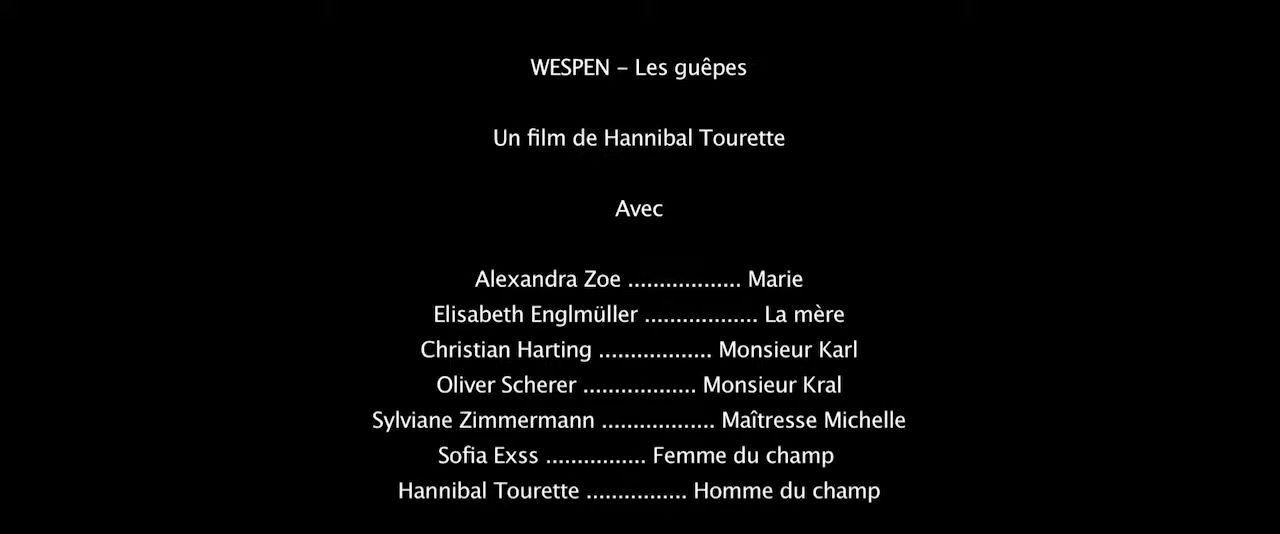 WESPEN – Les guêpes
Un film de Hannibal Tourette
Avec
Alexandra Zoe .................. Marie
Elisabeth Englmüller .................. La mère
Christian Harting .................. Monsieur Karl
Oliver Scherer .................. Monsieur Kral
Sylviane Zimmermann .................. Maîtresse Michelle
Sofia Exss ................ Femme du champ
Hannibal Tourette ................ Homme du champ